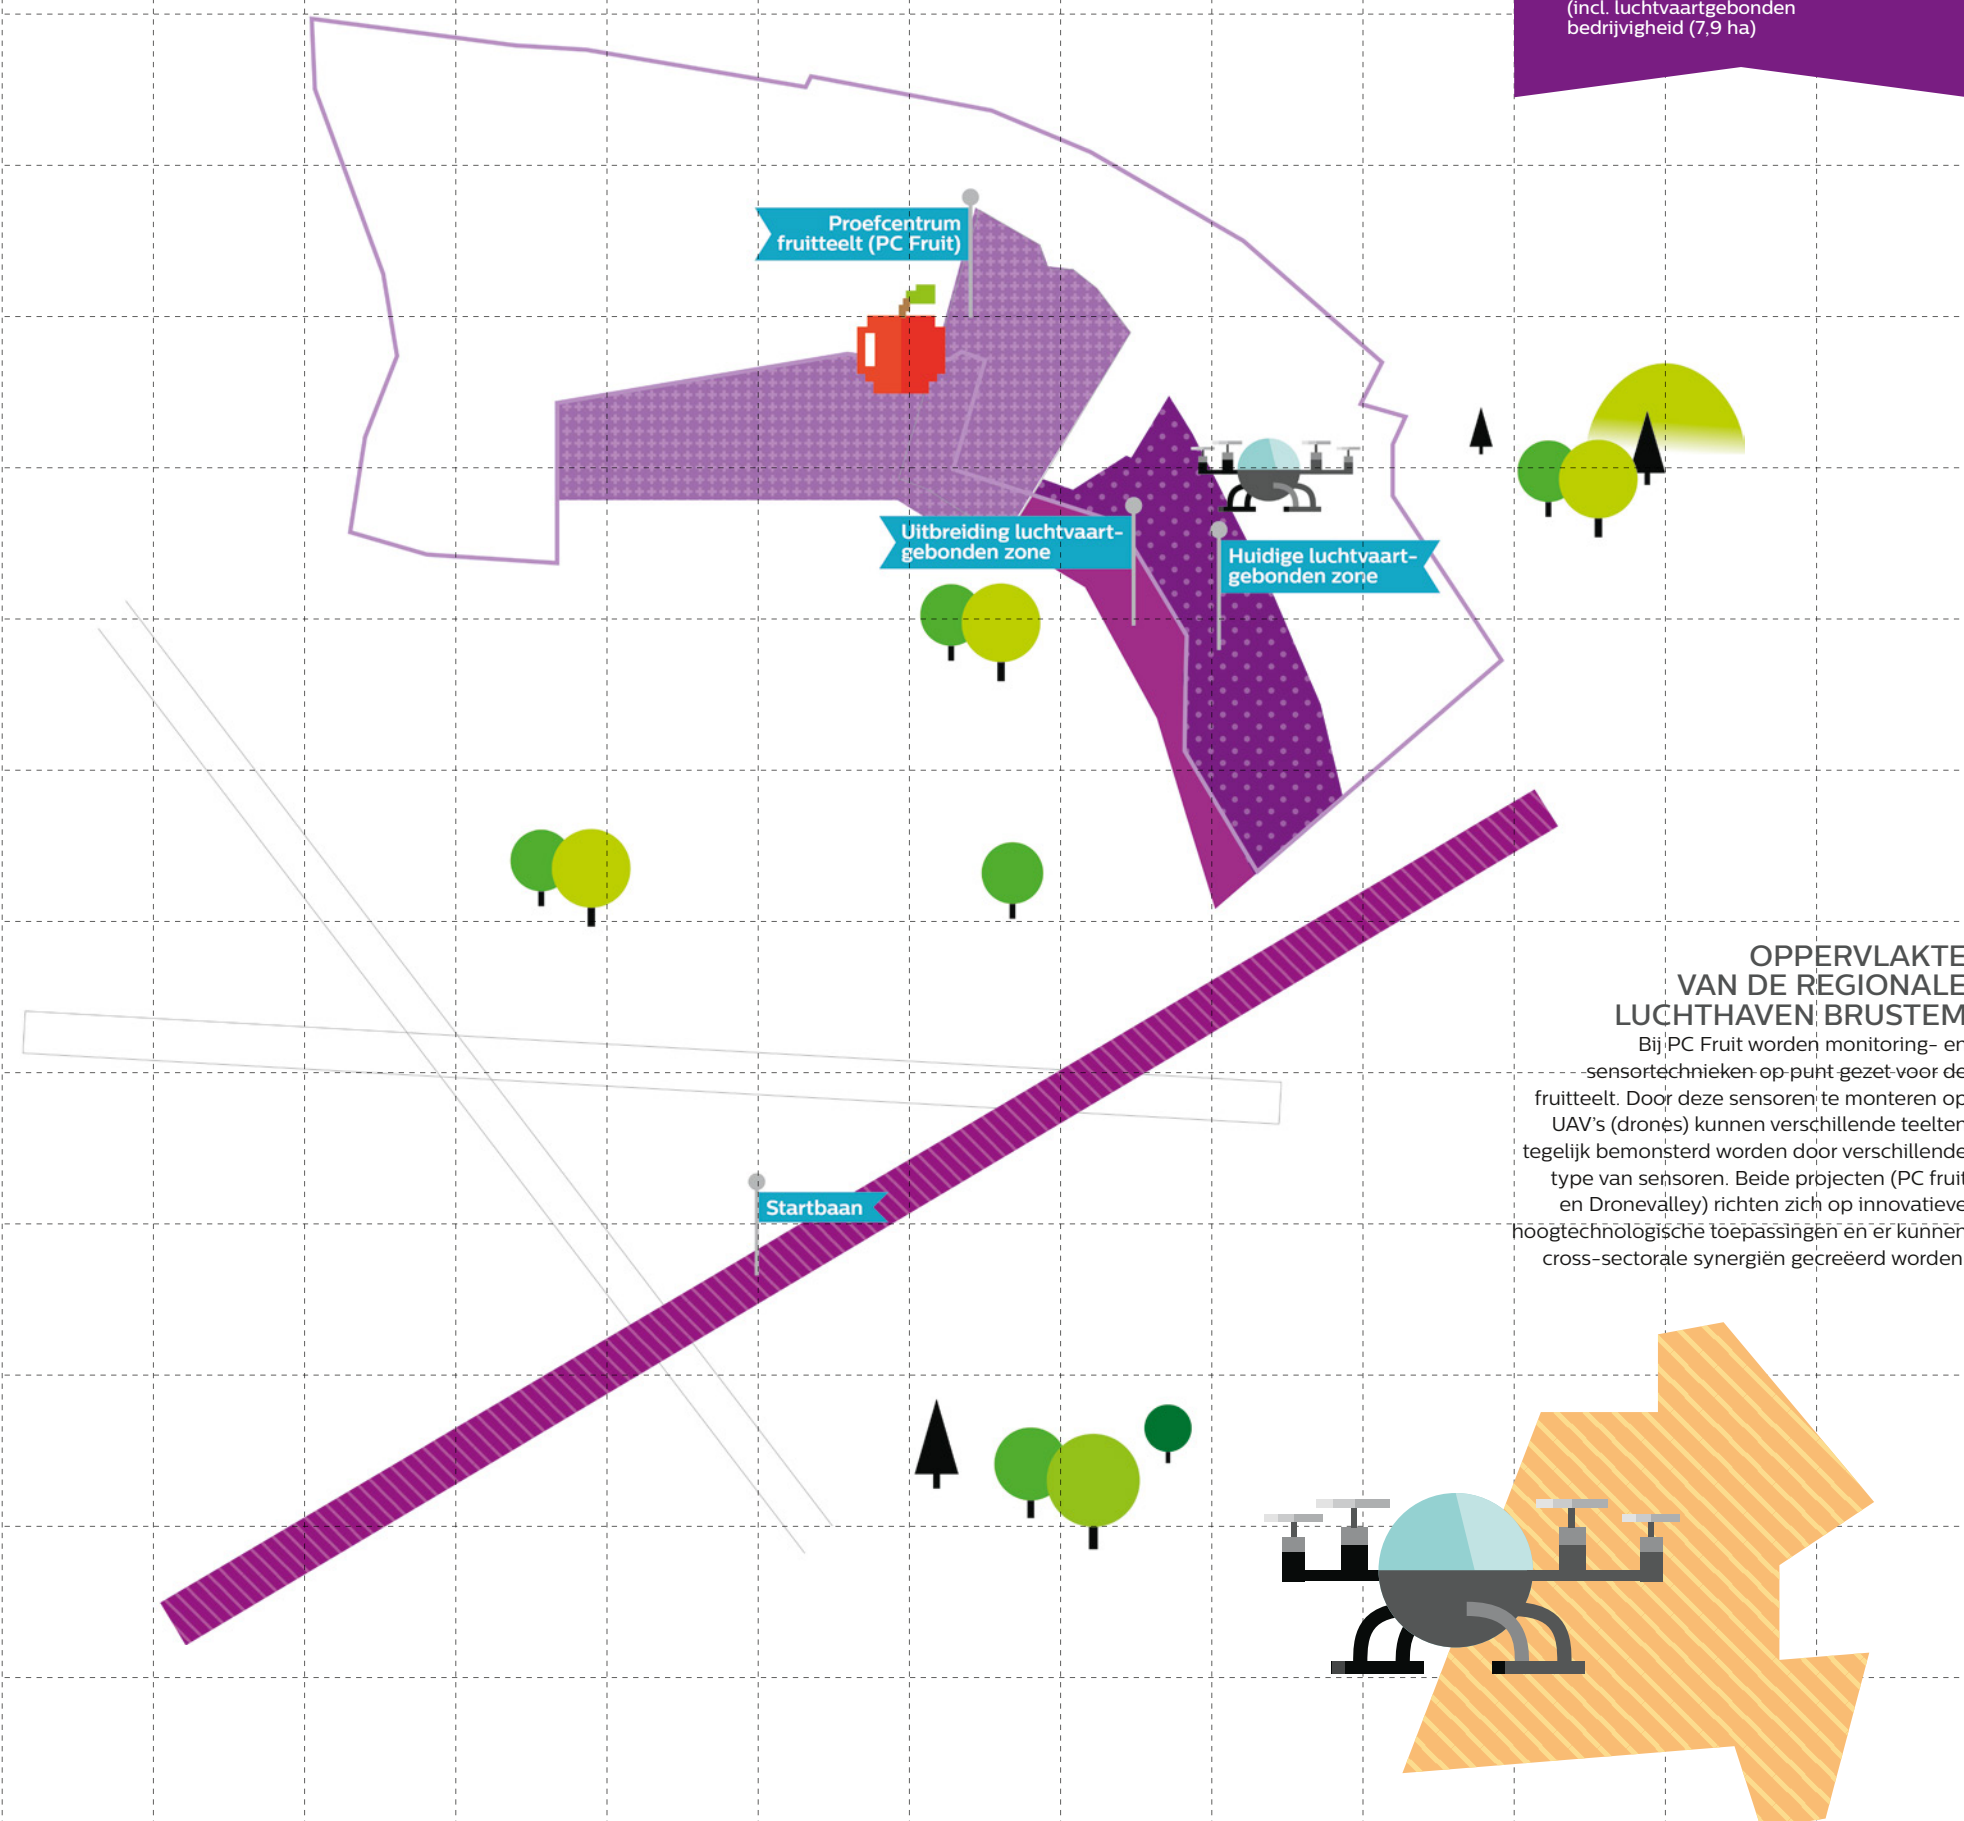 (incl. luchtvaartgebonden
bedrijvigheid (7,9 ha)
Proefcentrum
fruitteelt (PC Fruit)
Uitbreiding luchtvaart-
gebonden zone
Huidige luchtvaart-
gebonden zone
Startbaan
OPPERVLAKTE
VAN DE REGIONALE
LUCHTHAVEN BRUSTEM
Bij PC Fruit worden monitoring- en
sensortechnieken op punt gezet voor de
fruitteelt. Door deze sensoren te monteren op
UAV's (drones) kunnen verschillende teelten
tegelijk bemonsterd worden door verschillende
type van sensoren. Beide projecten (PC fruit
en Dronevalley) richten zich op innovatieve
hoogtechnologische toepassingen en er kunnen
cross-sectorale synergiën gecreëerd worden